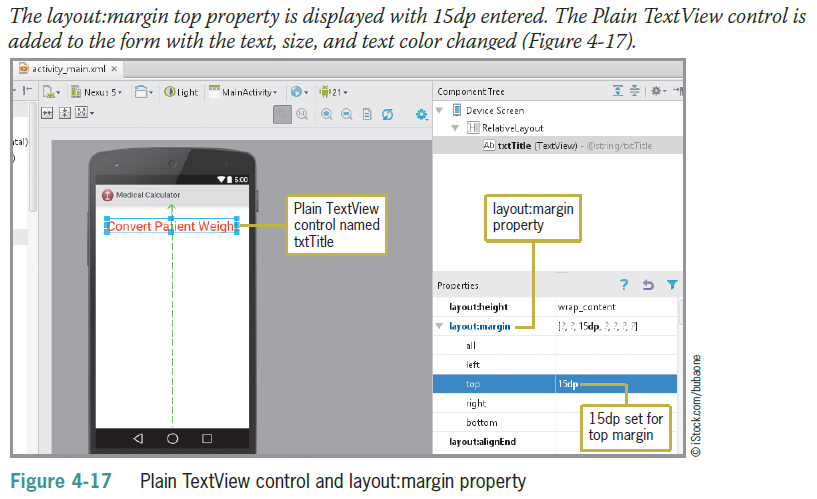 The layout:margin top property is displayed with 15dp entered. The Plain TextView control is
added to the form with the text, size, and text color changed (Figure 4-17).
activity_main.xml ×
Nexus 5 Light MainActivity 21
Component Tree
Device Screen
RelativeLayout
Ab txtTitle (TextView) - @string/txtTitle
tal)
)
5:00
Medical Calculator
Convert Patient Weight
Plain TextView
control named
txtTitle
layout:margin
property
Properties
?
layout:height wrap_content
layout:margin [?, ?, 15dp, ?, ?, ?, ?]
all
left
top 15dp
right
bottom
layout:alignEnd
15dp set for
top margin
© iStock.com/bubaone
Figure 4-17 Plain TextView control and layout:margin property